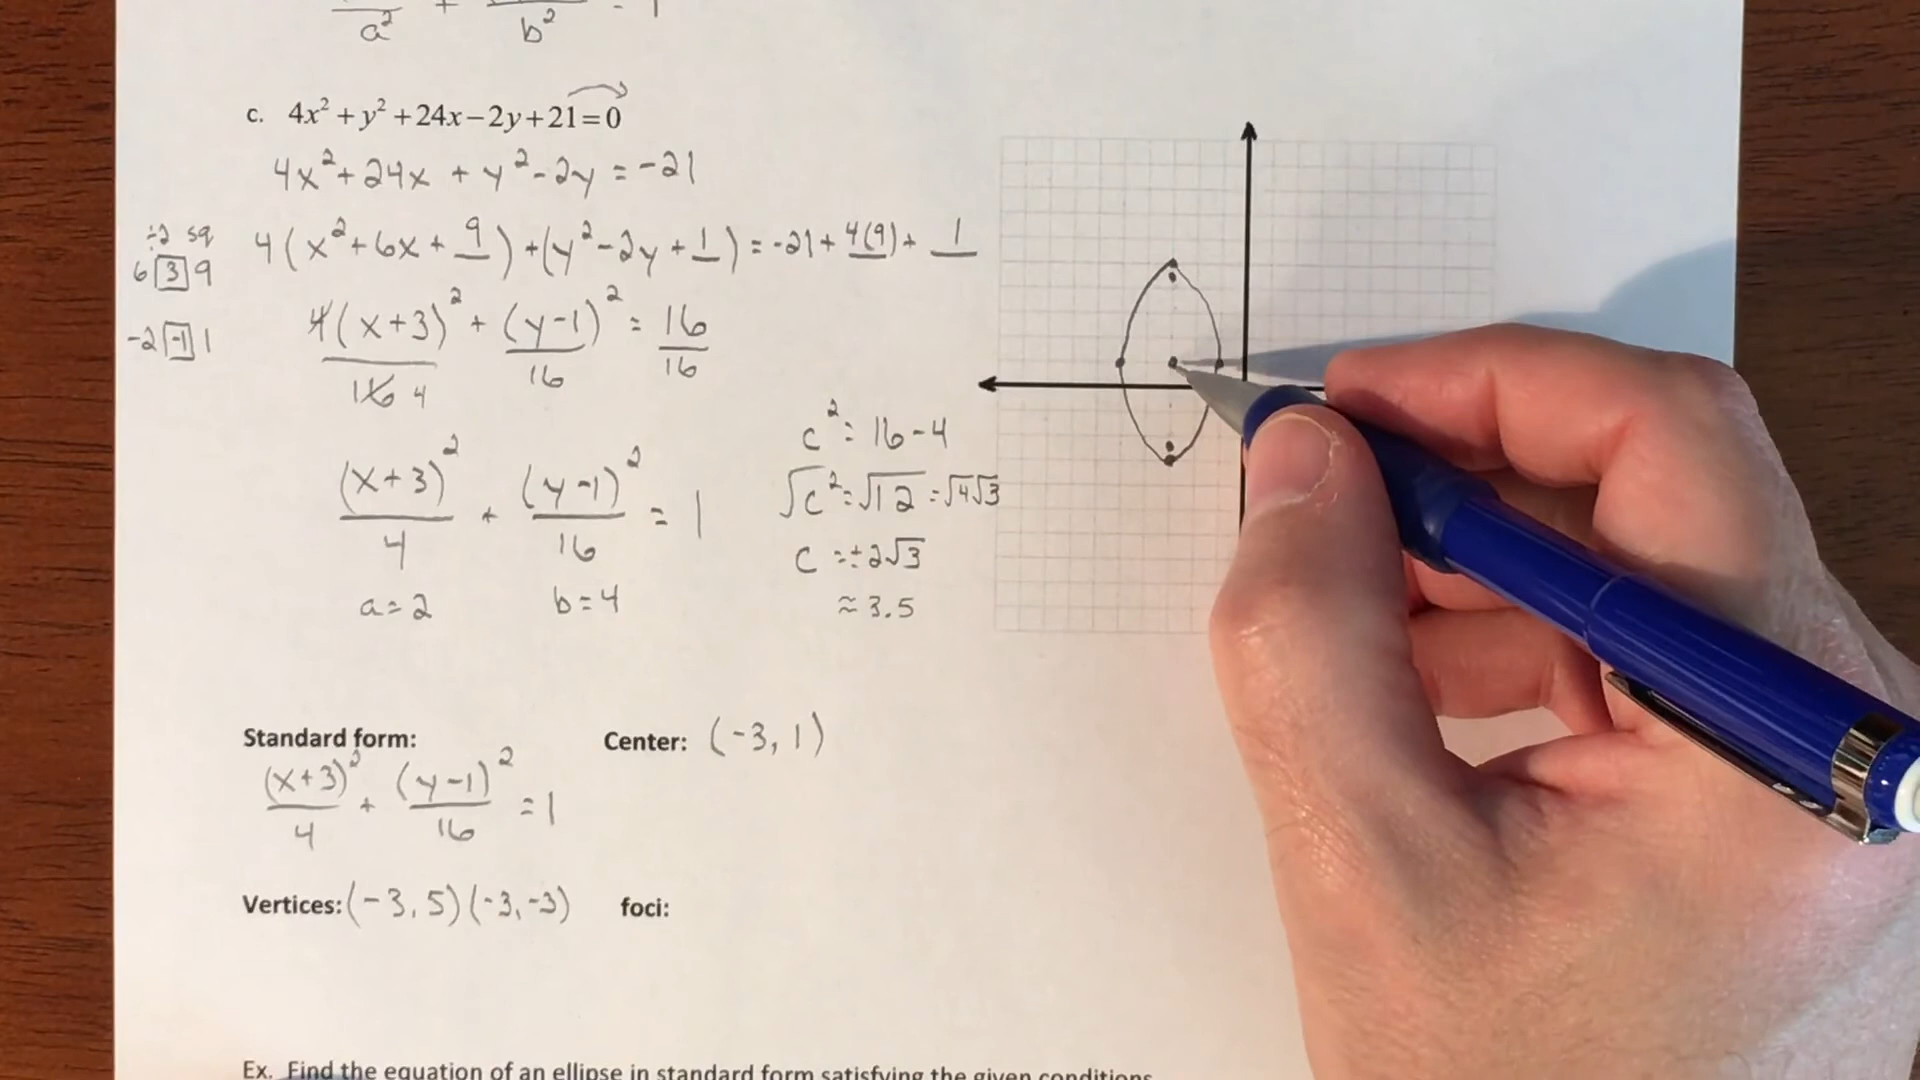 a² b²
c. 4x² + y² + 24x − 2y + 21 = 0
4x² + 24x + y² - 2y = -21
÷2 sq
4(x² + 6x + 9) + (y² - 2y + 1) = -21 + 4(9) + 1
6 3 9
4(x+3)²/16 4 + (y-1)²/16 = 16/16
-2 -1 1
(x+3)²/4 + (y-1)²/16 = 1
a = 2 b = 4
c² = 16 - 4
√c² = √12 = √4√3
c = ±2√3
≈ 3.5
Standard form: Center: (-3, 1)
(x+3)²/4 + (y-1)²/16 = 1
Vertices: (-3, 5) (-3, -3) foci:
Ex. Find the equation of an ellipse in standard form satisfying the given conditions